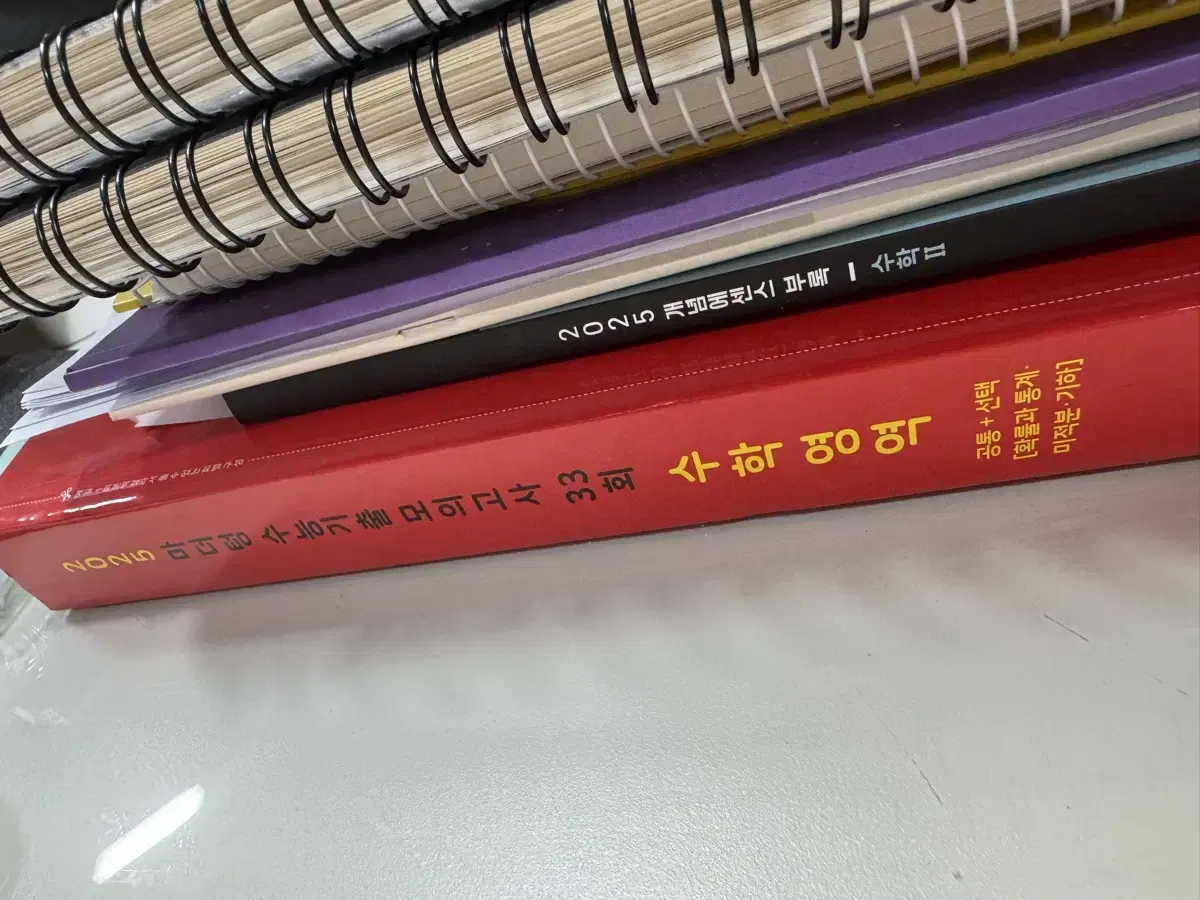 2025 개념에센스 부록 — 수학 II
2025 마더텅 수능기출 모의고사 33회 수학 영역
공통 + 선택
[확률과 통계·
미적분·기하]